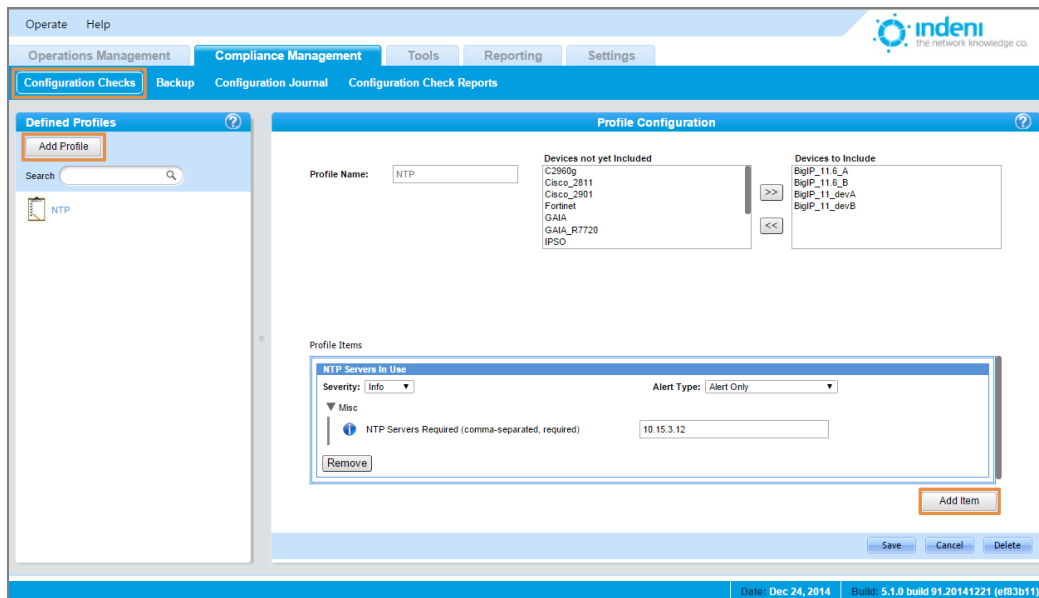 Operate Help
indeni
the network knowledge co.
Operations Management Compliance Management Tools Reporting Settings
Configuration Checks Backup Configuration Journal Configuration Check Reports
Defined Profiles
Add Profile
Search
NTP
Profile Configuration
Profile Name: NTP
Devices not yet Included
C2960g
Cisco_2811
Cisco_2901
Fortinet
GAIA
GAIA_R7720
IPSO
>>
<<
Devices to Include
BigIP_11.6_A
BigIP_11.6_B
BigIP_11_devA
BigIP_11_devB
Profile Items
NTP Servers In Use
Severity: Info Alert Type: Alert Only
Misc
NTP Servers Required (comma-separated, required) 10.15.3.12
Remove
Add Item
Save Cancel Delete
Date: Dec 24, 2014 Build: 5.1.0 build 91.20141221 (ef83b11)